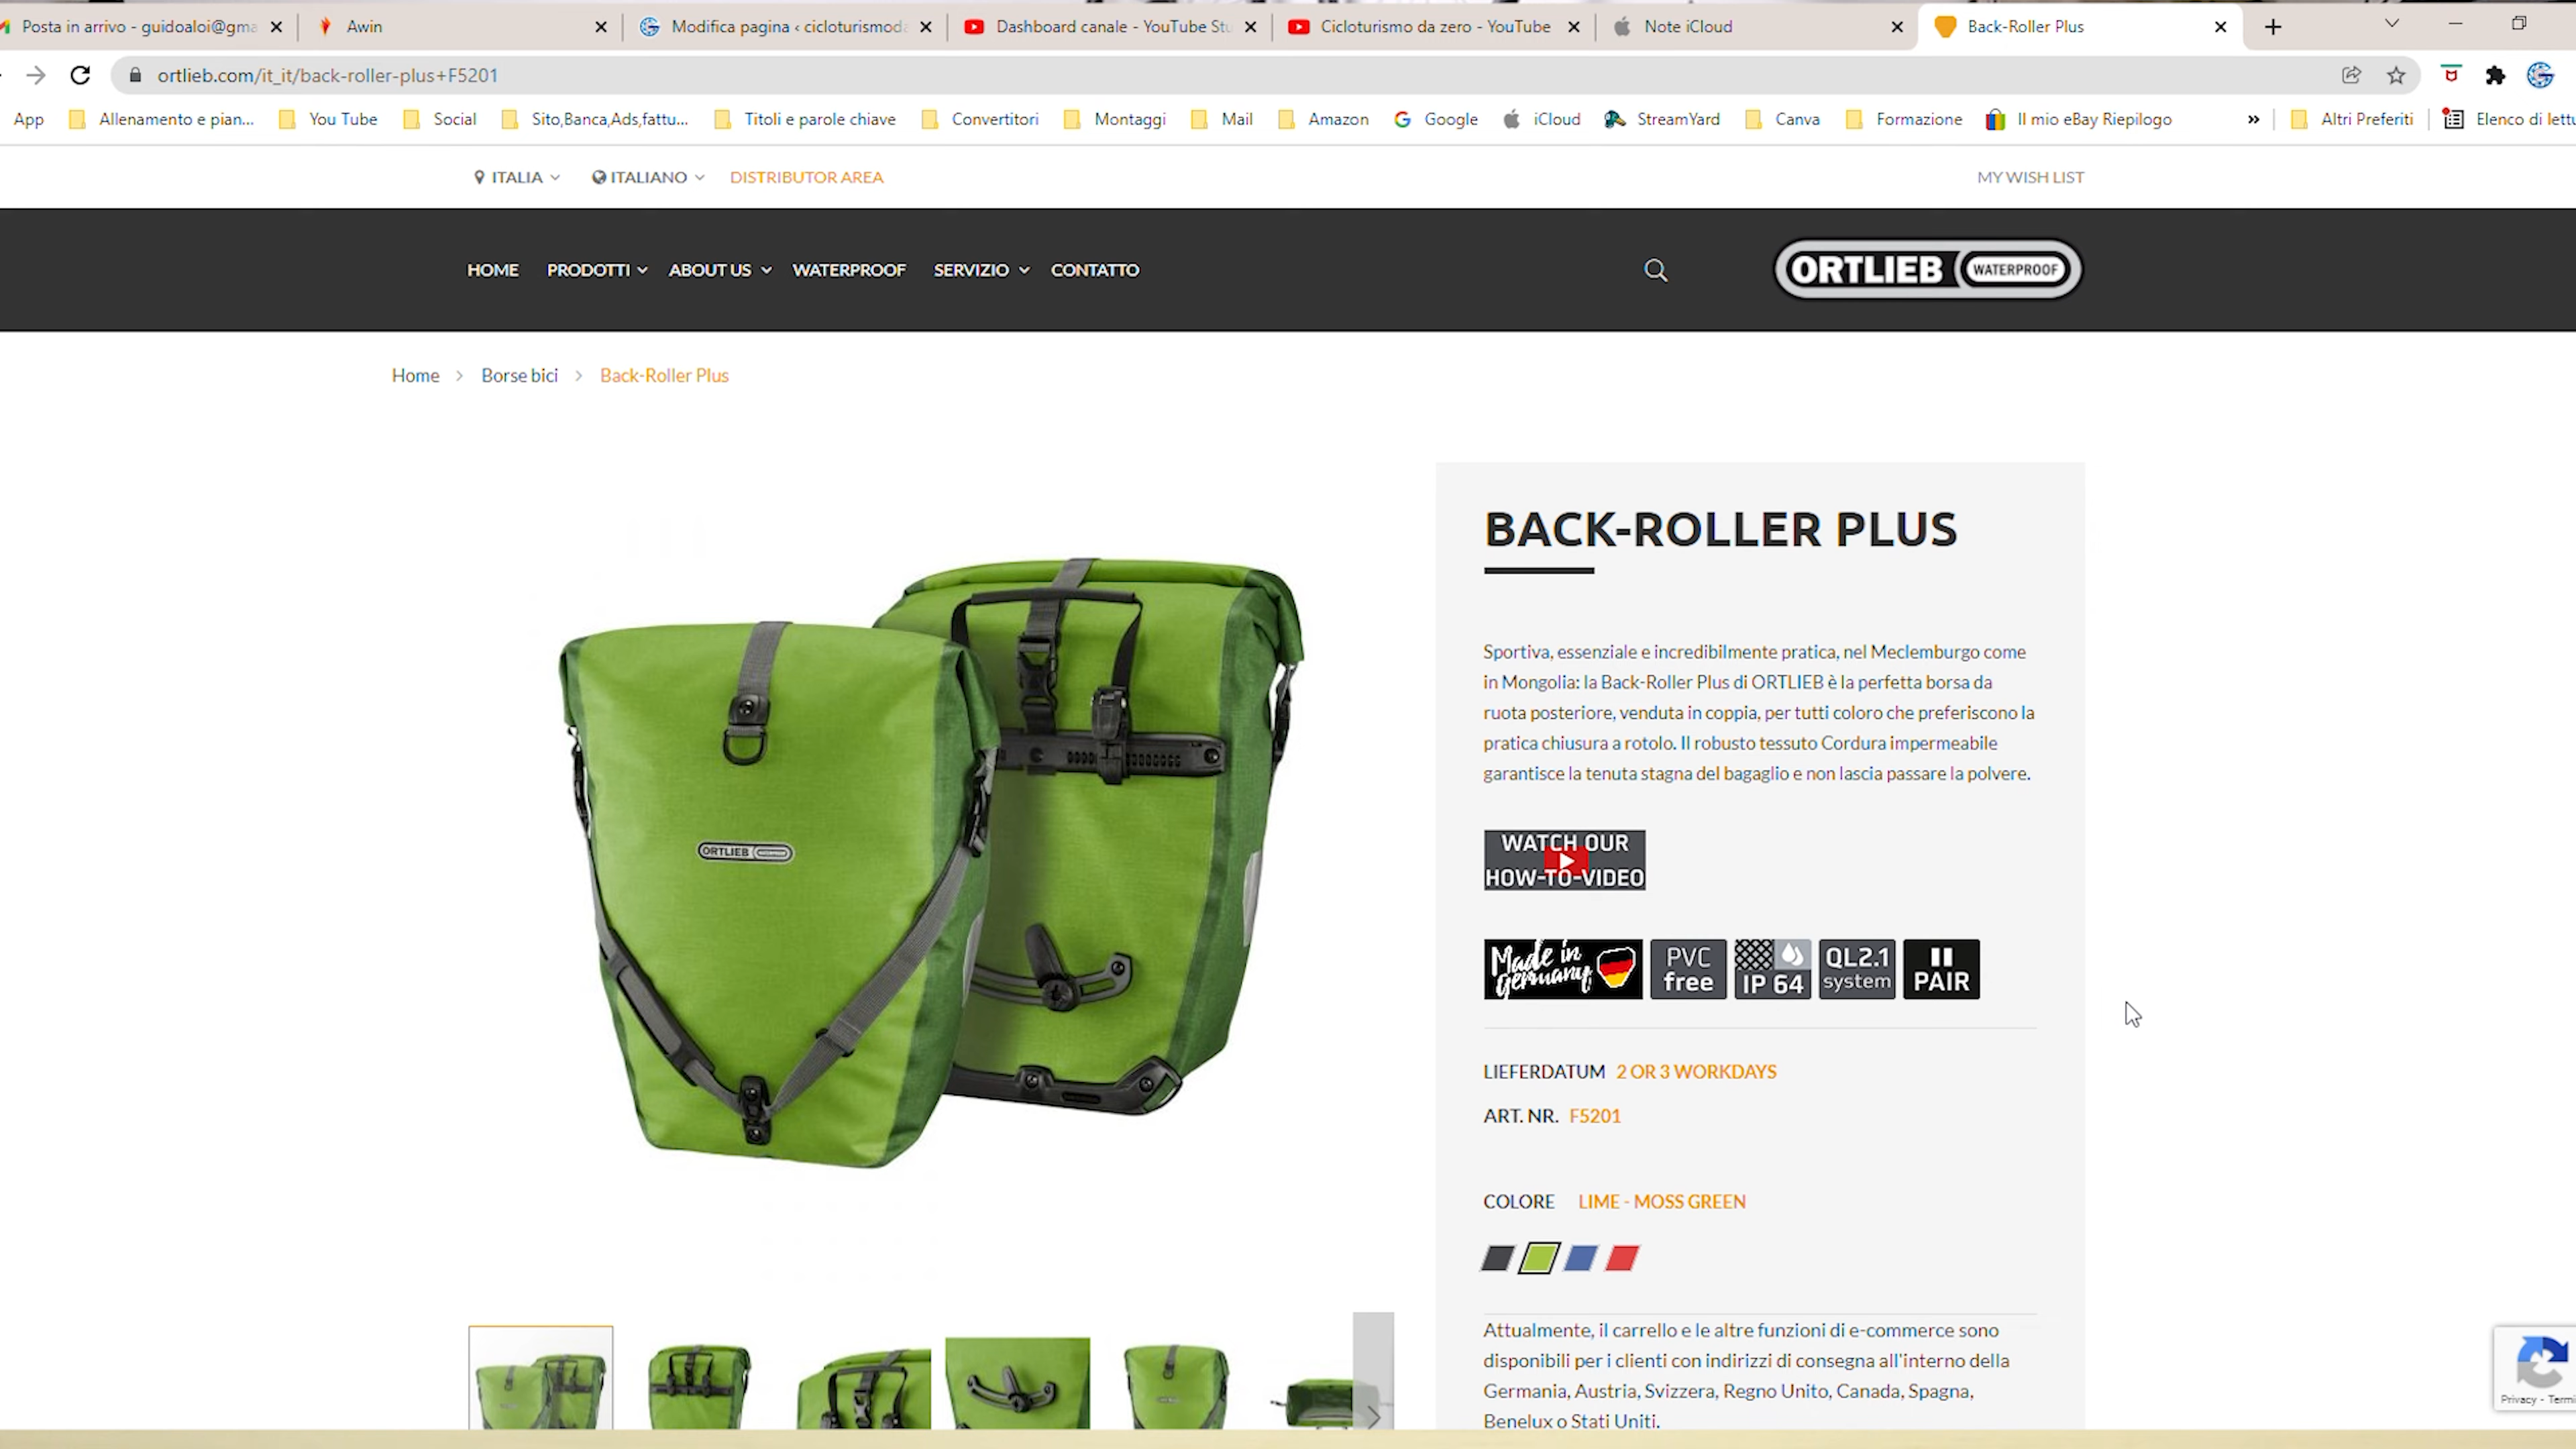 Posta in arrivo - guidoaloi@gma
Awin
Modifica pagina ‹ cicloturismoda
Dashboard canale - YouTube Stu
Cicloturismo da zero - YouTube
Note iCloud
Back-Roller Plus
ortlieb.com/it_it/back-roller-plus+F5201
App
Allenamento e pian...
You Tube
Social
Sito,Banca,Ads,fattu...
Titoli e parole chiave
Convertitori
Montaggi
Mail
Amazon
Google
iCloud
StreamYard
Canva
Formazione
Il mio eBay Riepilogo
»
Altri Preferiti
Elenco di lettu
ITALIA
ITALIANO
DISTRIBUTOR AREA
MY WISH LIST
HOME
PRODOTTI
ABOUT US
WATERPROOF
SERVIZIO
CONTATTO
ORTLIEB WATERPROOF
Home > Borse bici > Back-Roller Plus
BACK-ROLLER PLUS
Sportiva, essenziale e incredibilmente pratica, nel Meclemburgo come
in Mongolia: la Back-Roller Plus di ORTLIEB è la perfetta borsa da
ruota posteriore, venduta in coppia, per tutti coloro che preferiscono la
pratica chiusura a rotolo. Il robusto tessuto Cordura impermeabile
garantisce la tenuta stagna del bagaglio e non lascia passare la polvere.
ORTLIEB
WATCH OUR
HOW-TO-VIDEO
Made in
Germany
PVC
free
IP 64
QL2.1
system
PAIR
LIEFERDATUM 2 OR 3 WORKDAYS
ART. NR. F5201
COLORE LIME - MOSS GREEN
Attualmente, il carrello e le altre funzioni di e-commerce sono
disponibili per i clienti con indirizzi di consegna all'interno della
Germania, Austria, Svizzera, Regno Unito, Canada, Spagna,
Benelux o Stati Uniti.
Privacy - Termi